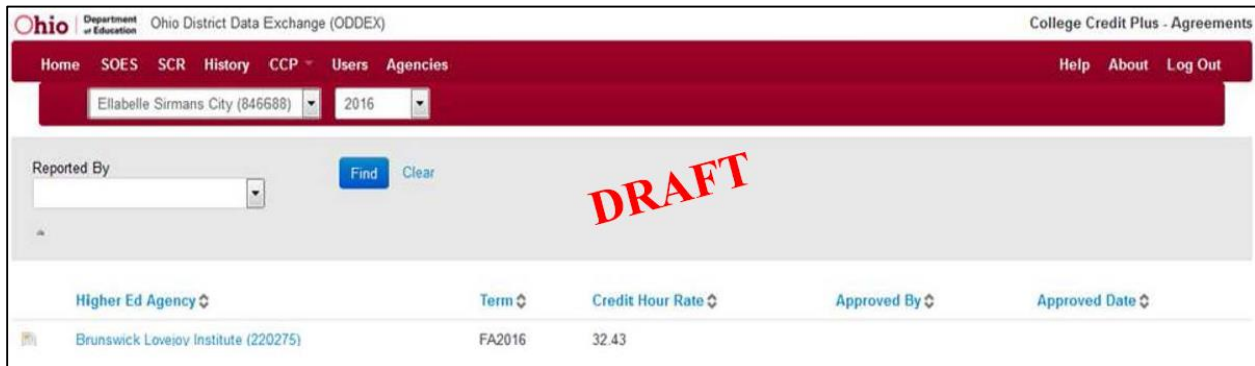 Ohio Department of Education Ohio District Data Exchange (ODDEX) College Credit Plus - Agreements
Home SOES SCR History CCP Users Agencies Help About Log Out
Ellabelle Sirmans City (846688) 2016
Reported By
Find Clear
DRAFT
Higher Ed Agency Term Credit Hour Rate Approved By Approved Date
Brunswick Lovejoy Institute (220275) FA2016 32.43